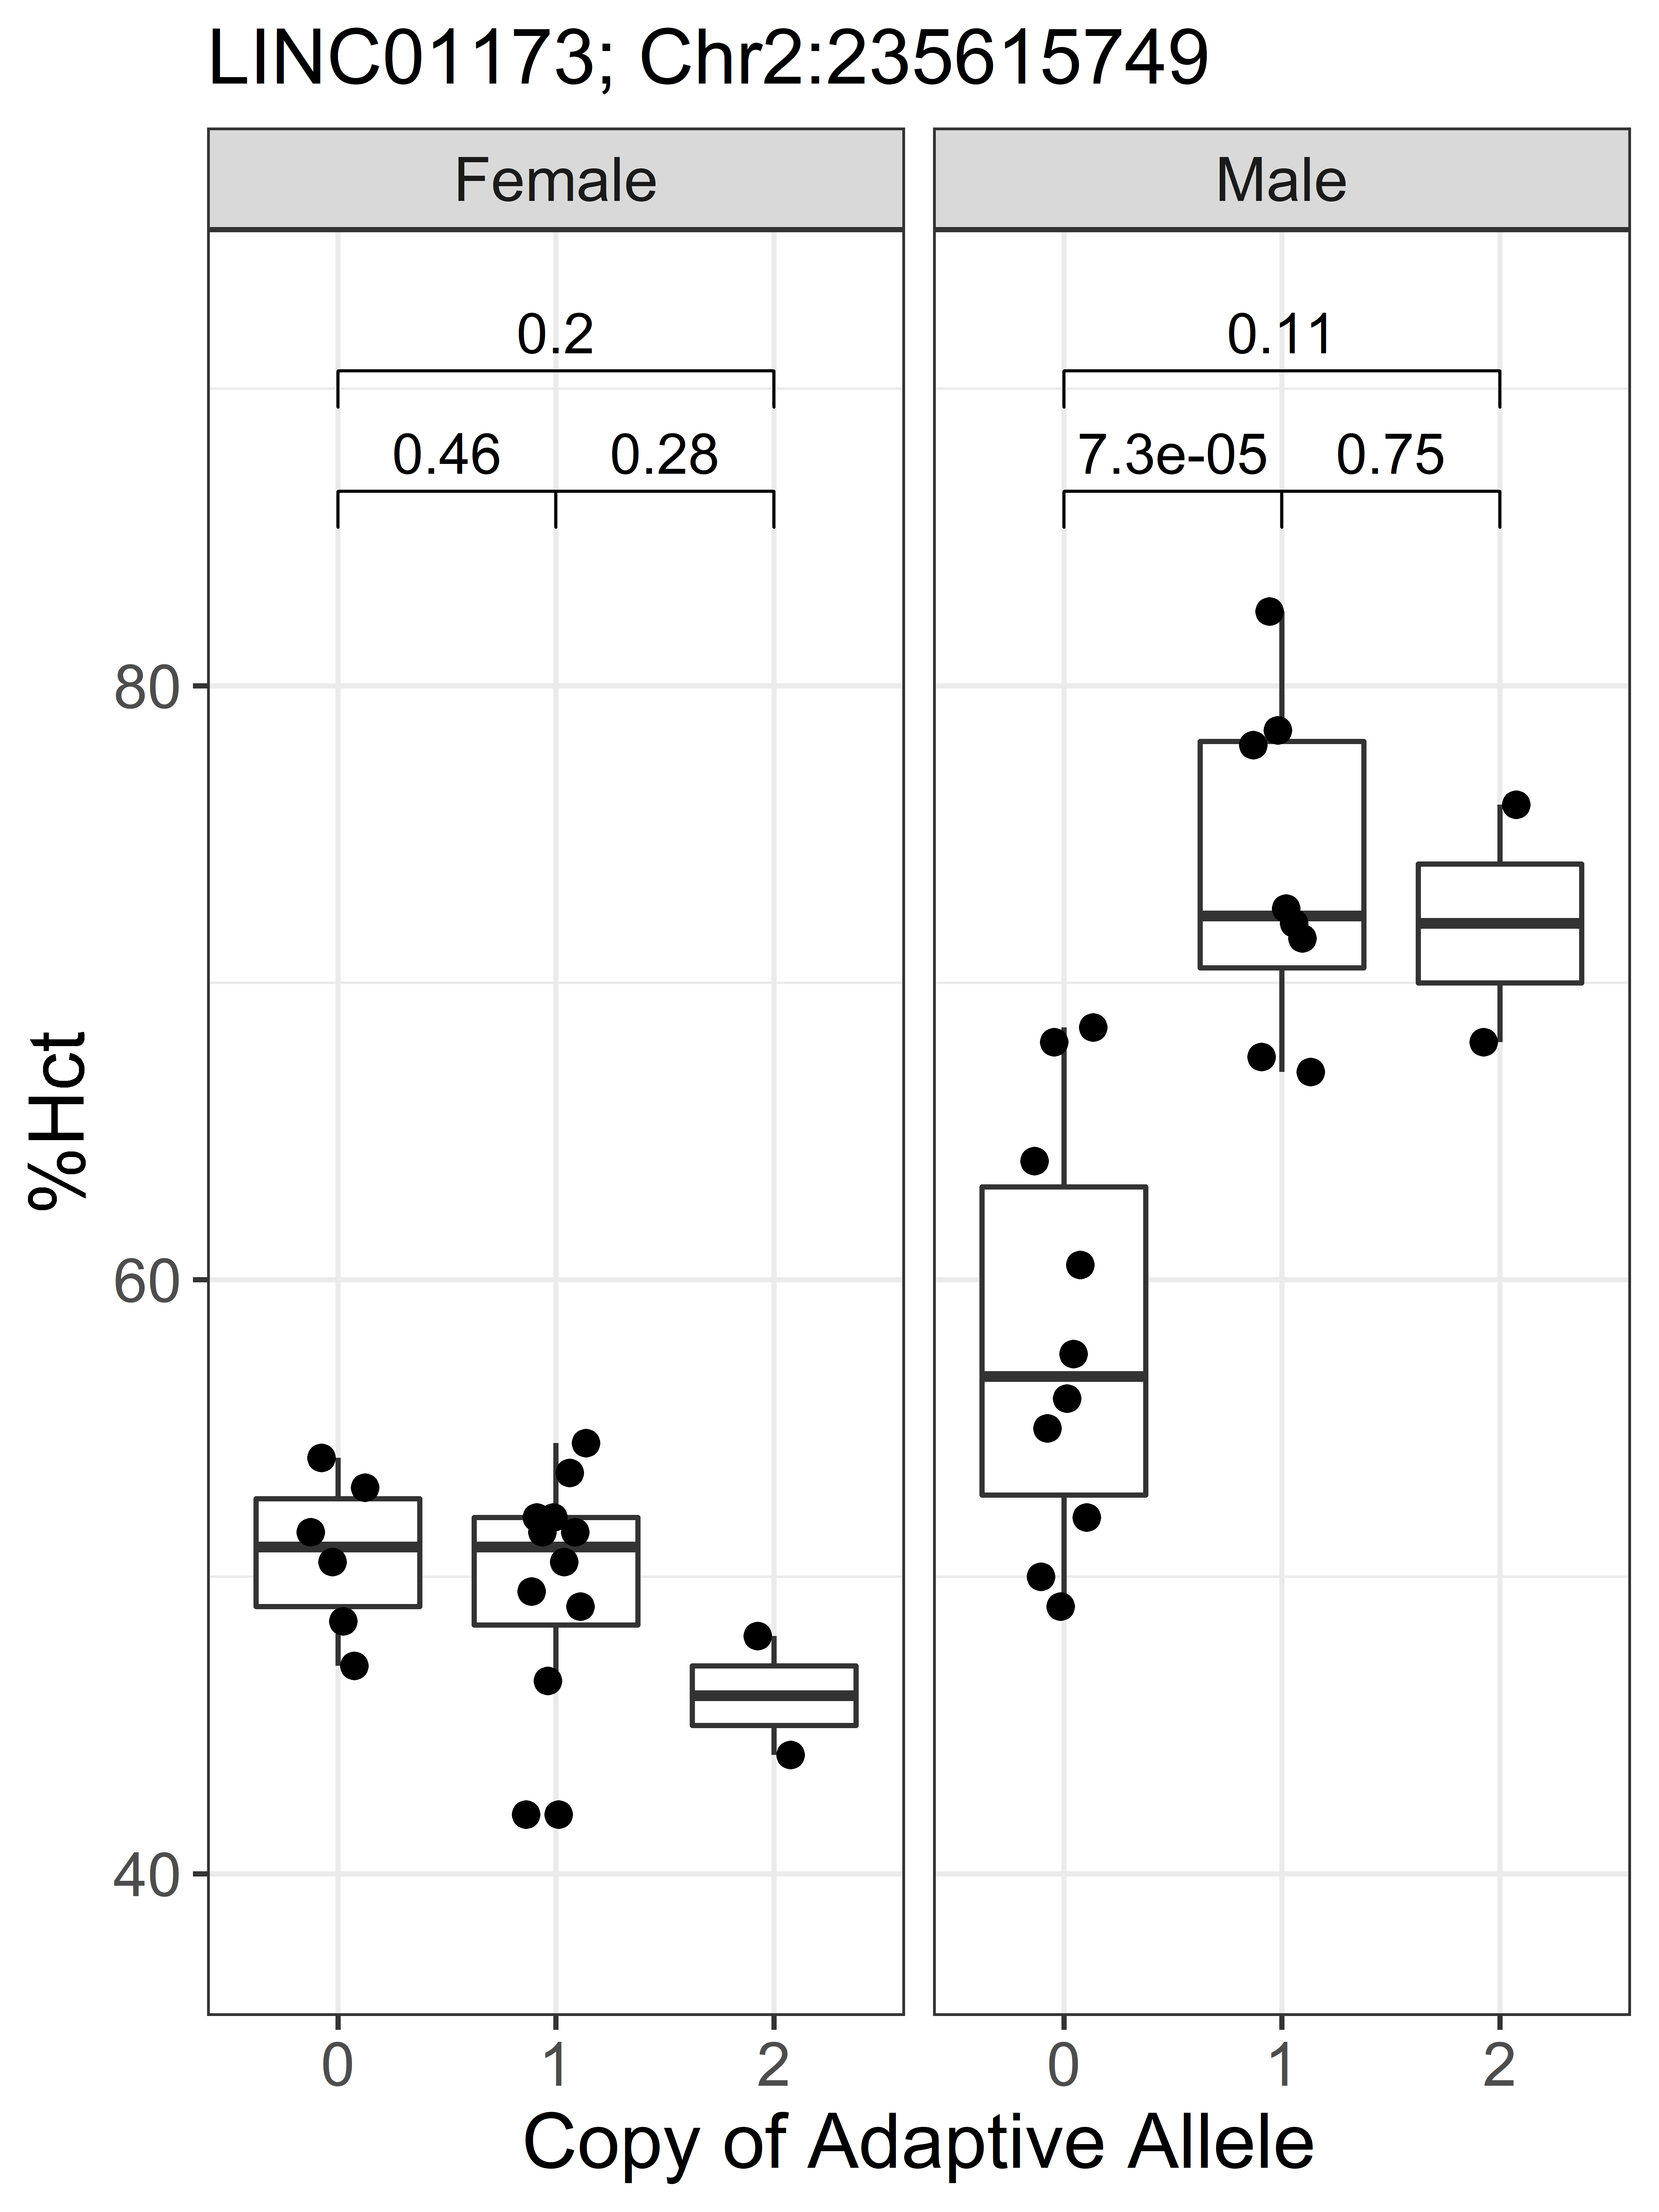 LINC01173; Chr2:235615749
Female Male
0.2 0.11
0.46 0.28 7.3e-05 0.75
80
60
40
%Hct
0 1 2 0 1 2
Copy of Adaptive Allele